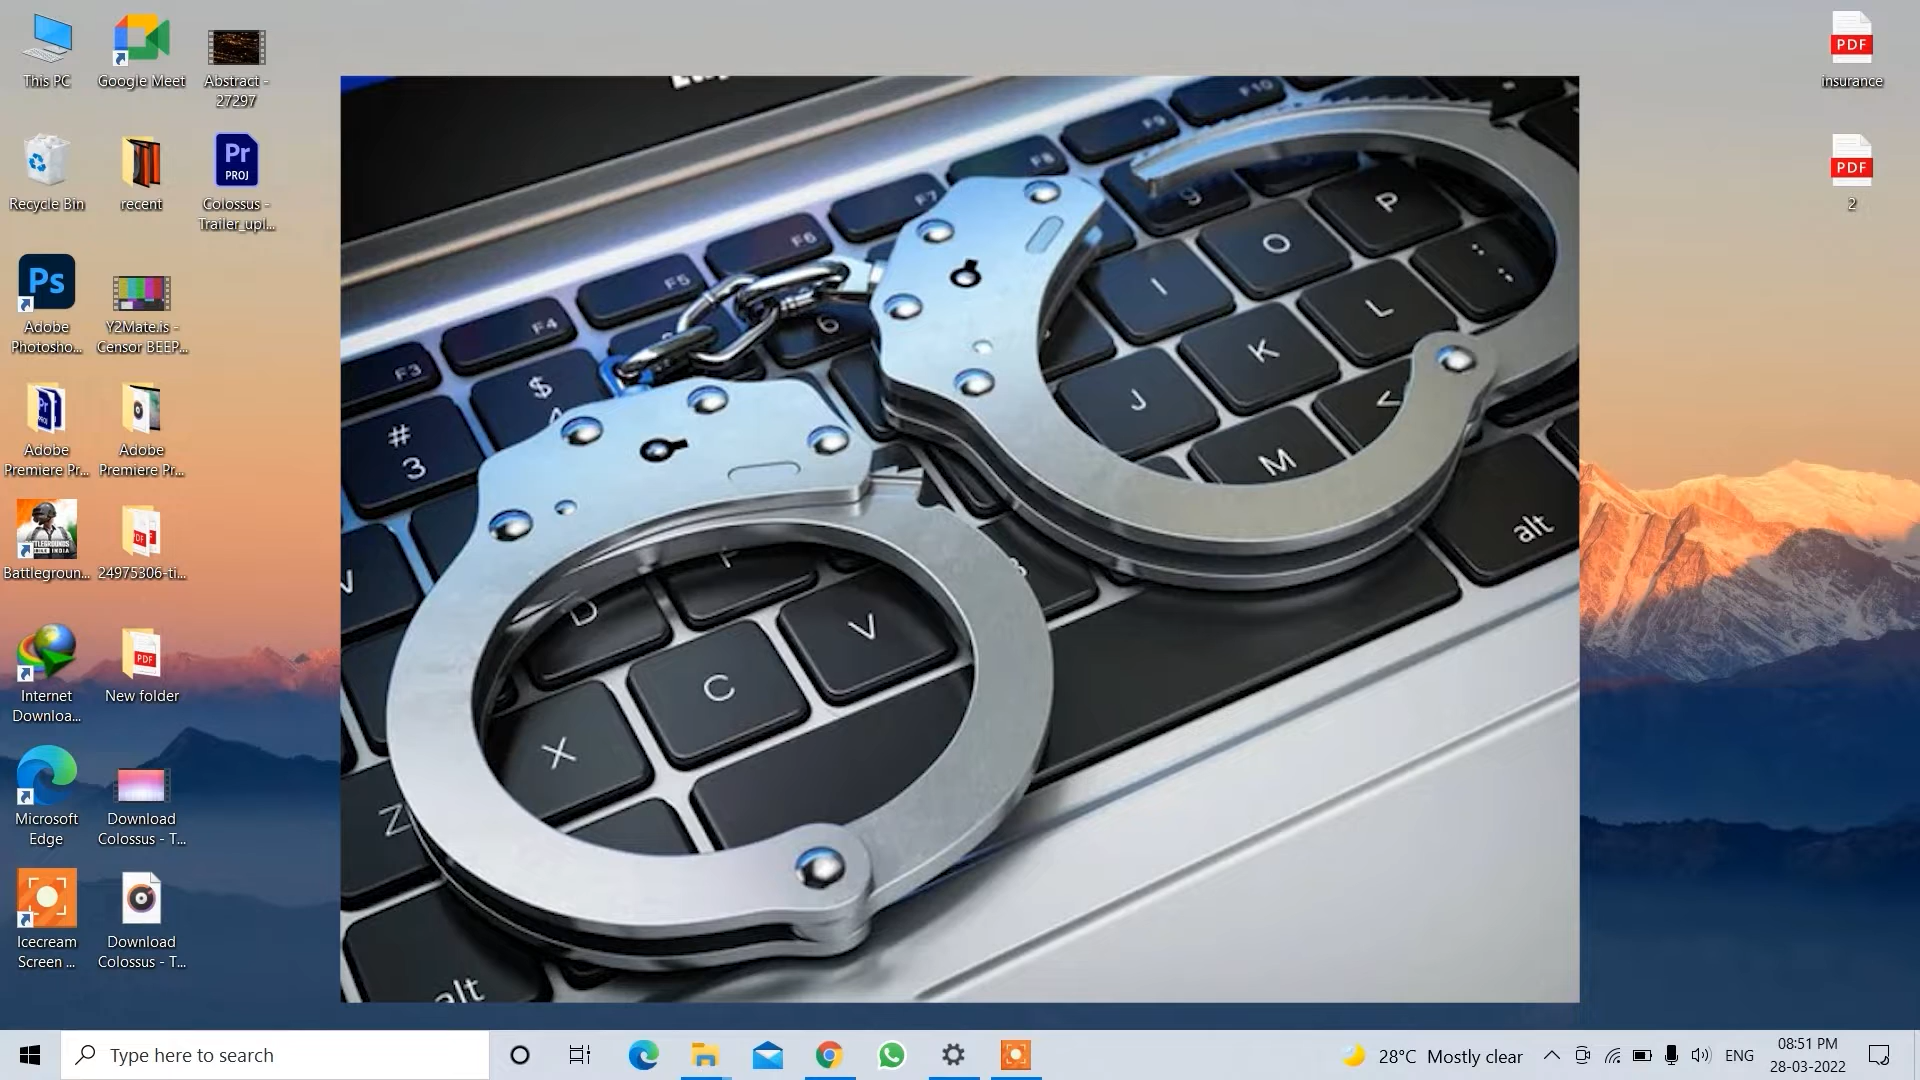 This PC
Google Meet
Abstract -
27297
Recycle Bin
recent
Pr
PROJ
Colossus -
Trailer_upl...
Ps
Adobe
Photosho...
Y2Mate.is -
Censor BEEP...
Adobe
Premiere Pr...
Adobe
Premiere Pr...
Battlegroun...
24975306-ti...
Internet
Downloa...
PDF
New folder
Microsoft
Edge
Download
Colossus - T...
Icecream
Screen ...
Download
Colossus - T...
PDF
insurance
PDF
2
F10
F9
F8
F7
F6
F5
F4
F3
#
3
$
6
9
I
O
P
J
K
L
M
<
D
C
V
X
Z
alt
alt
Type here to search
28°C Mostly clear
ENG
08:51 PM
28-03-2022